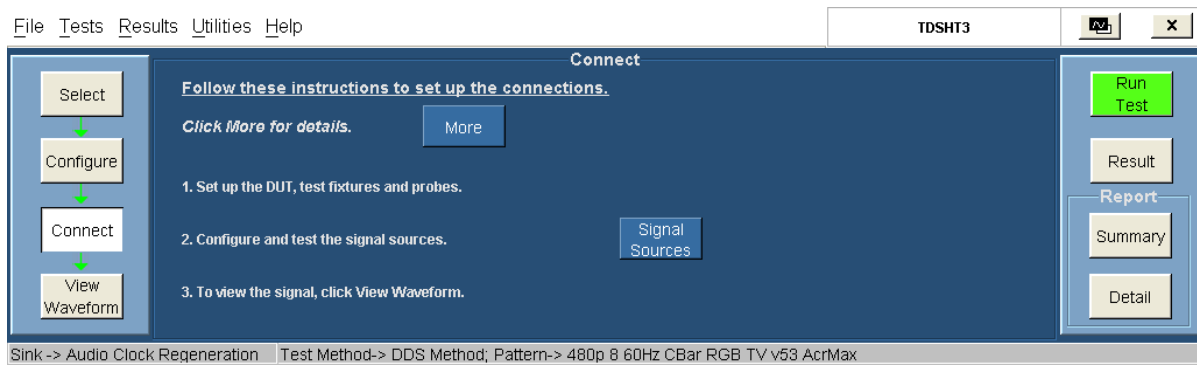 File Tests Results Utilities Help
TDSHT3
x
Connect
Select
Configure
Connect
View
Waveform
Follow these instructions to set up the connections.
Click More for details.
More
1. Set up the DUT, test fixtures and probes.
2. Configure and test the signal sources.
Signal
Sources
3. To view the signal, click View Waveform.
Run
Test
Result
Report
Summary
Detail
Sink -> Audio Clock Regeneration Test Method-> DDS Method; Pattern-> 480p 8 60Hz CBar RGB TV v53 AcrMax